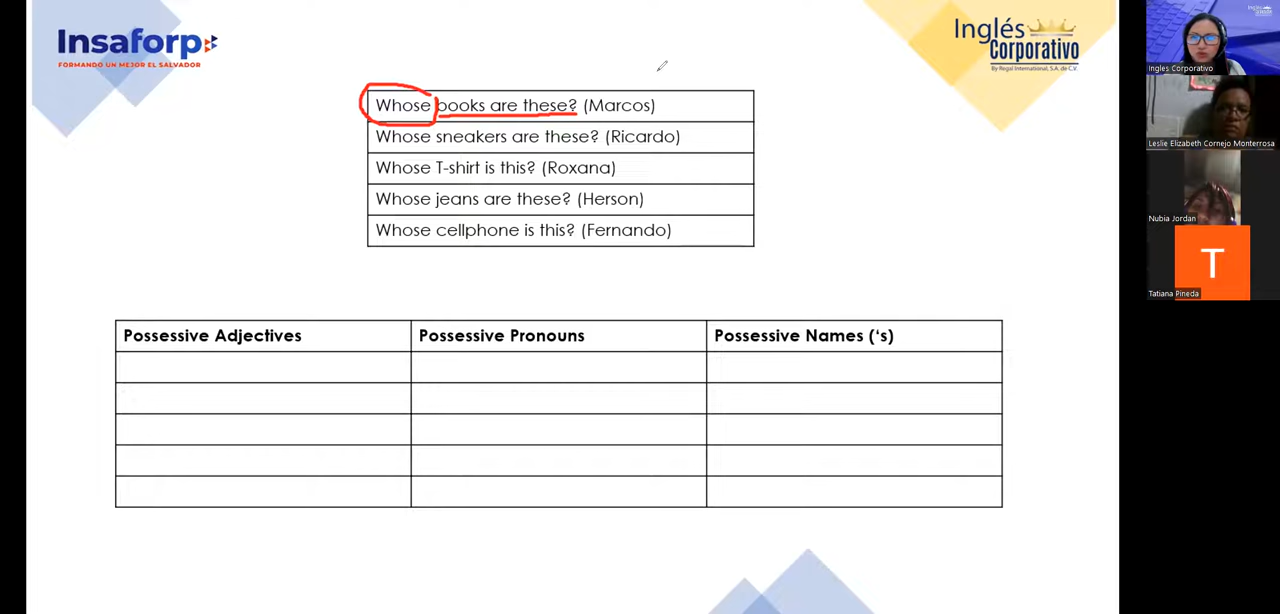 Insaforp
FORMANDO UN MEJOR EL SALVADOR
Inglés
Corporativo
By Regal International, S.A. de C.V.
Whose books are these? (Marcos)
Whose sneakers are these? (Ricardo)
Whose T-shirt is this? (Roxana)
Whose jeans are these? (Herson)
Whose cellphone is this? (Fernando)
Possessive Adjectives
Possessive Pronouns
Possessive Names (‘s)
Ingles Corporativo
Leslie Elizabeth Cornejo Monterrosa
Nubia Jordan
T
Tatiana Pineda